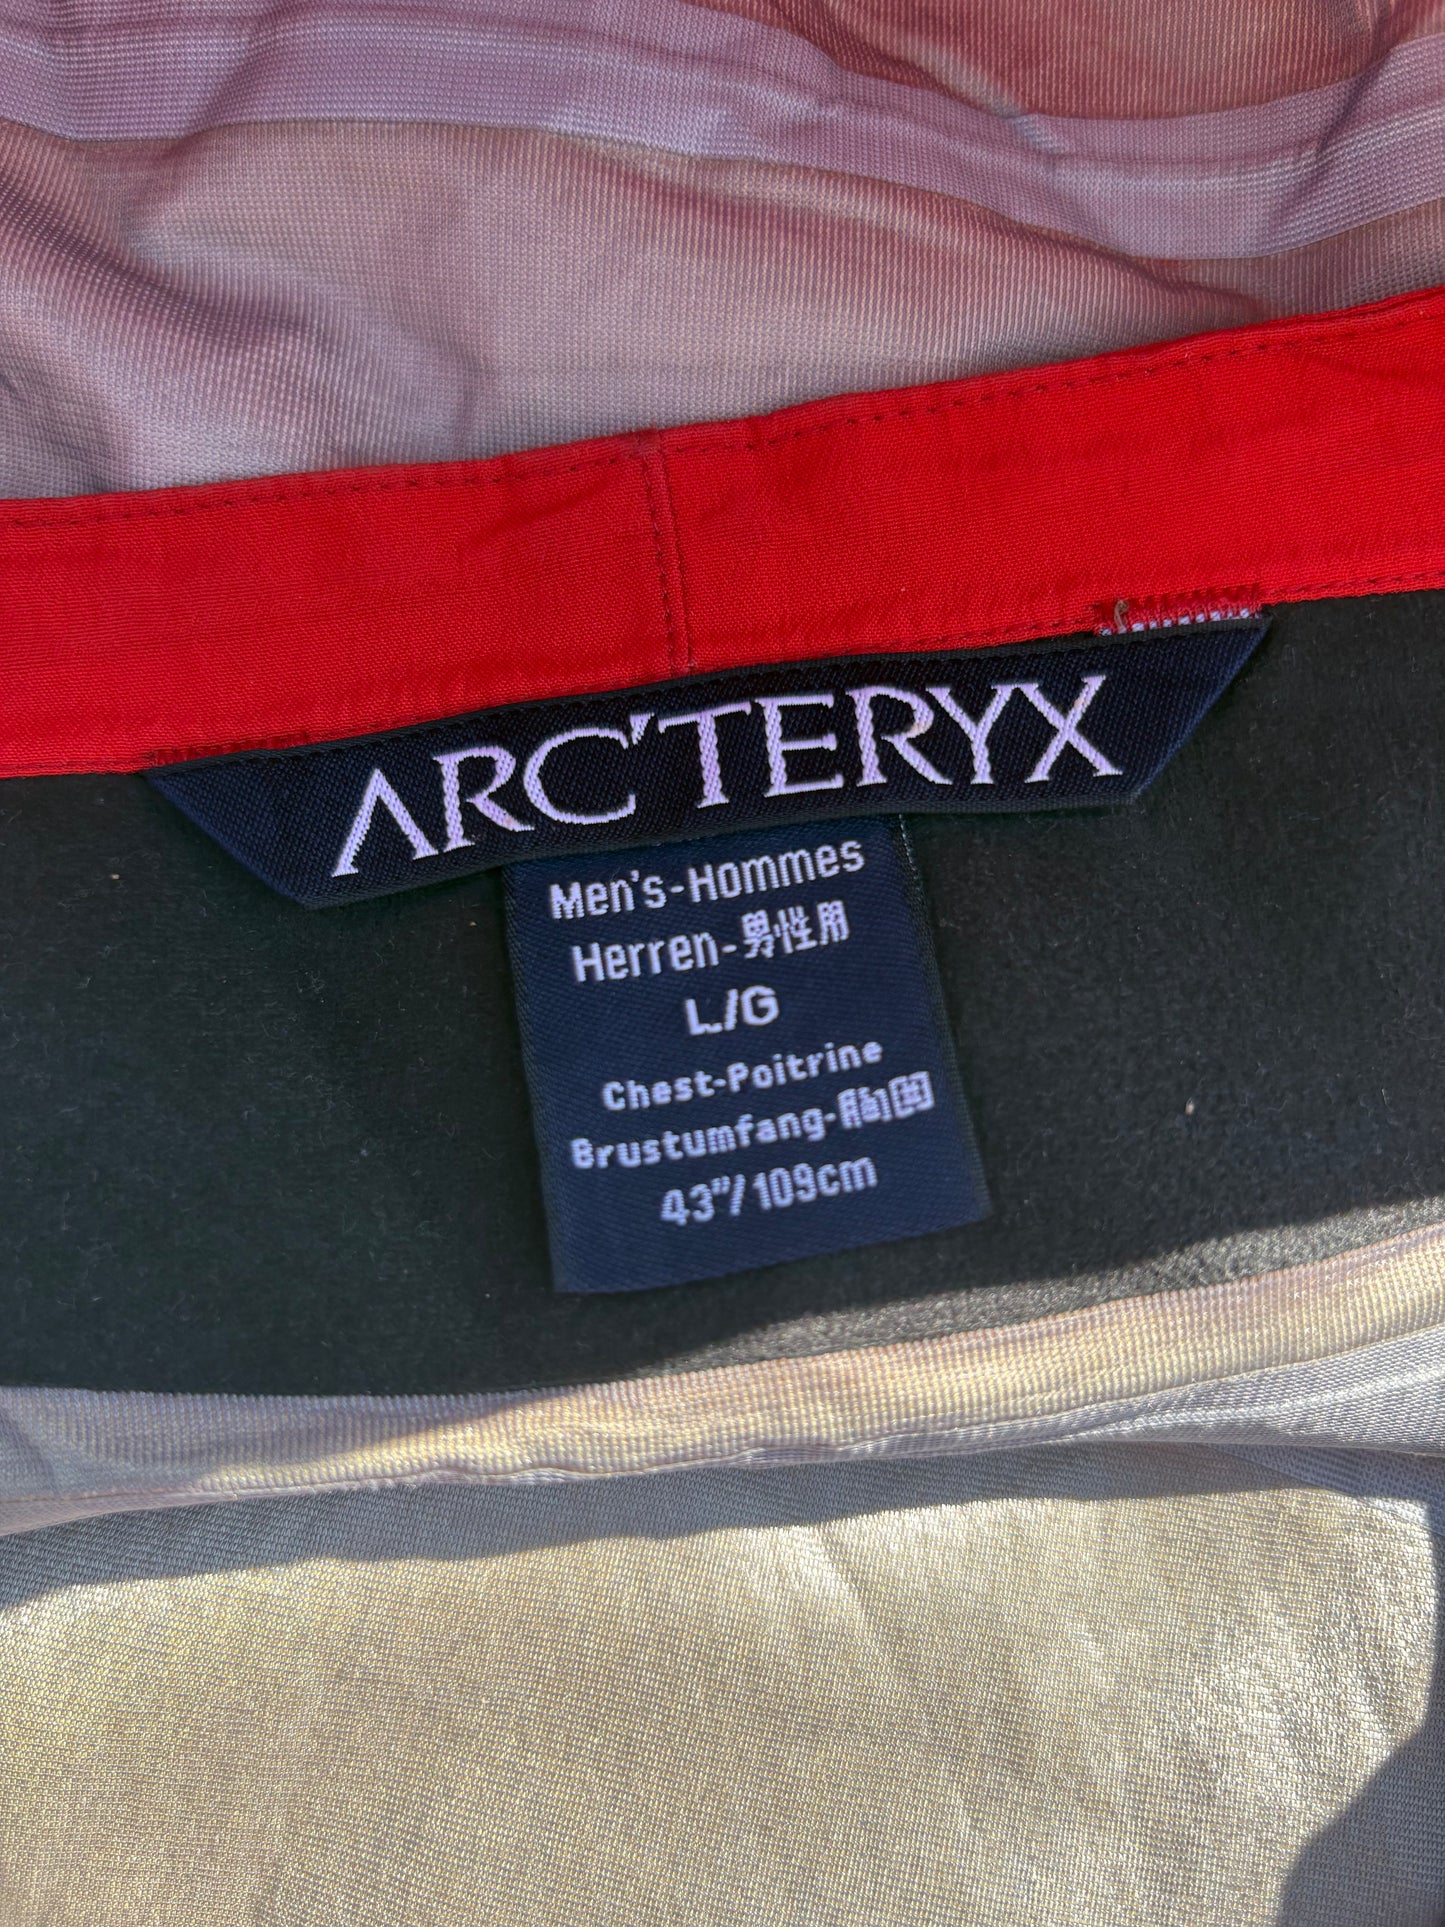 ARC'TERYX
Men's-Hommes
Herren-男性用
L/G
Chest-Poitrine
Brustumfang-胸囲
43"/109cm